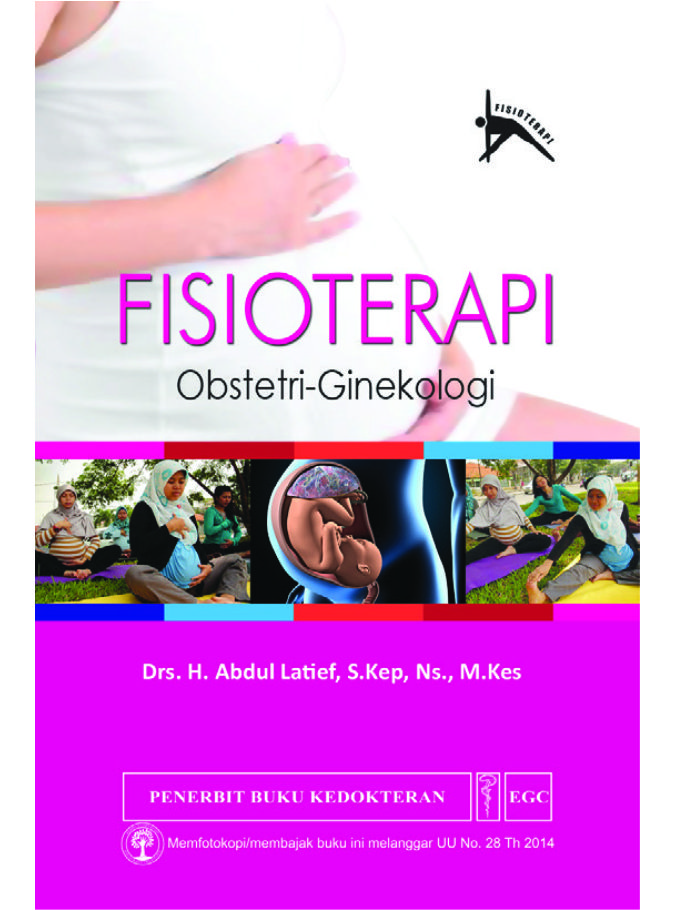 FISIOTERAPI
FISIOTERAPI
Obstetri-Ginekologi
Drs. H. Abdul Latief, S.Kep, Ns., M.Kes
PENERBIT BUKU KEDOKTERAN EGC
Memfotokopi/membajak buku ini melanggar UU No. 28 Th 2014